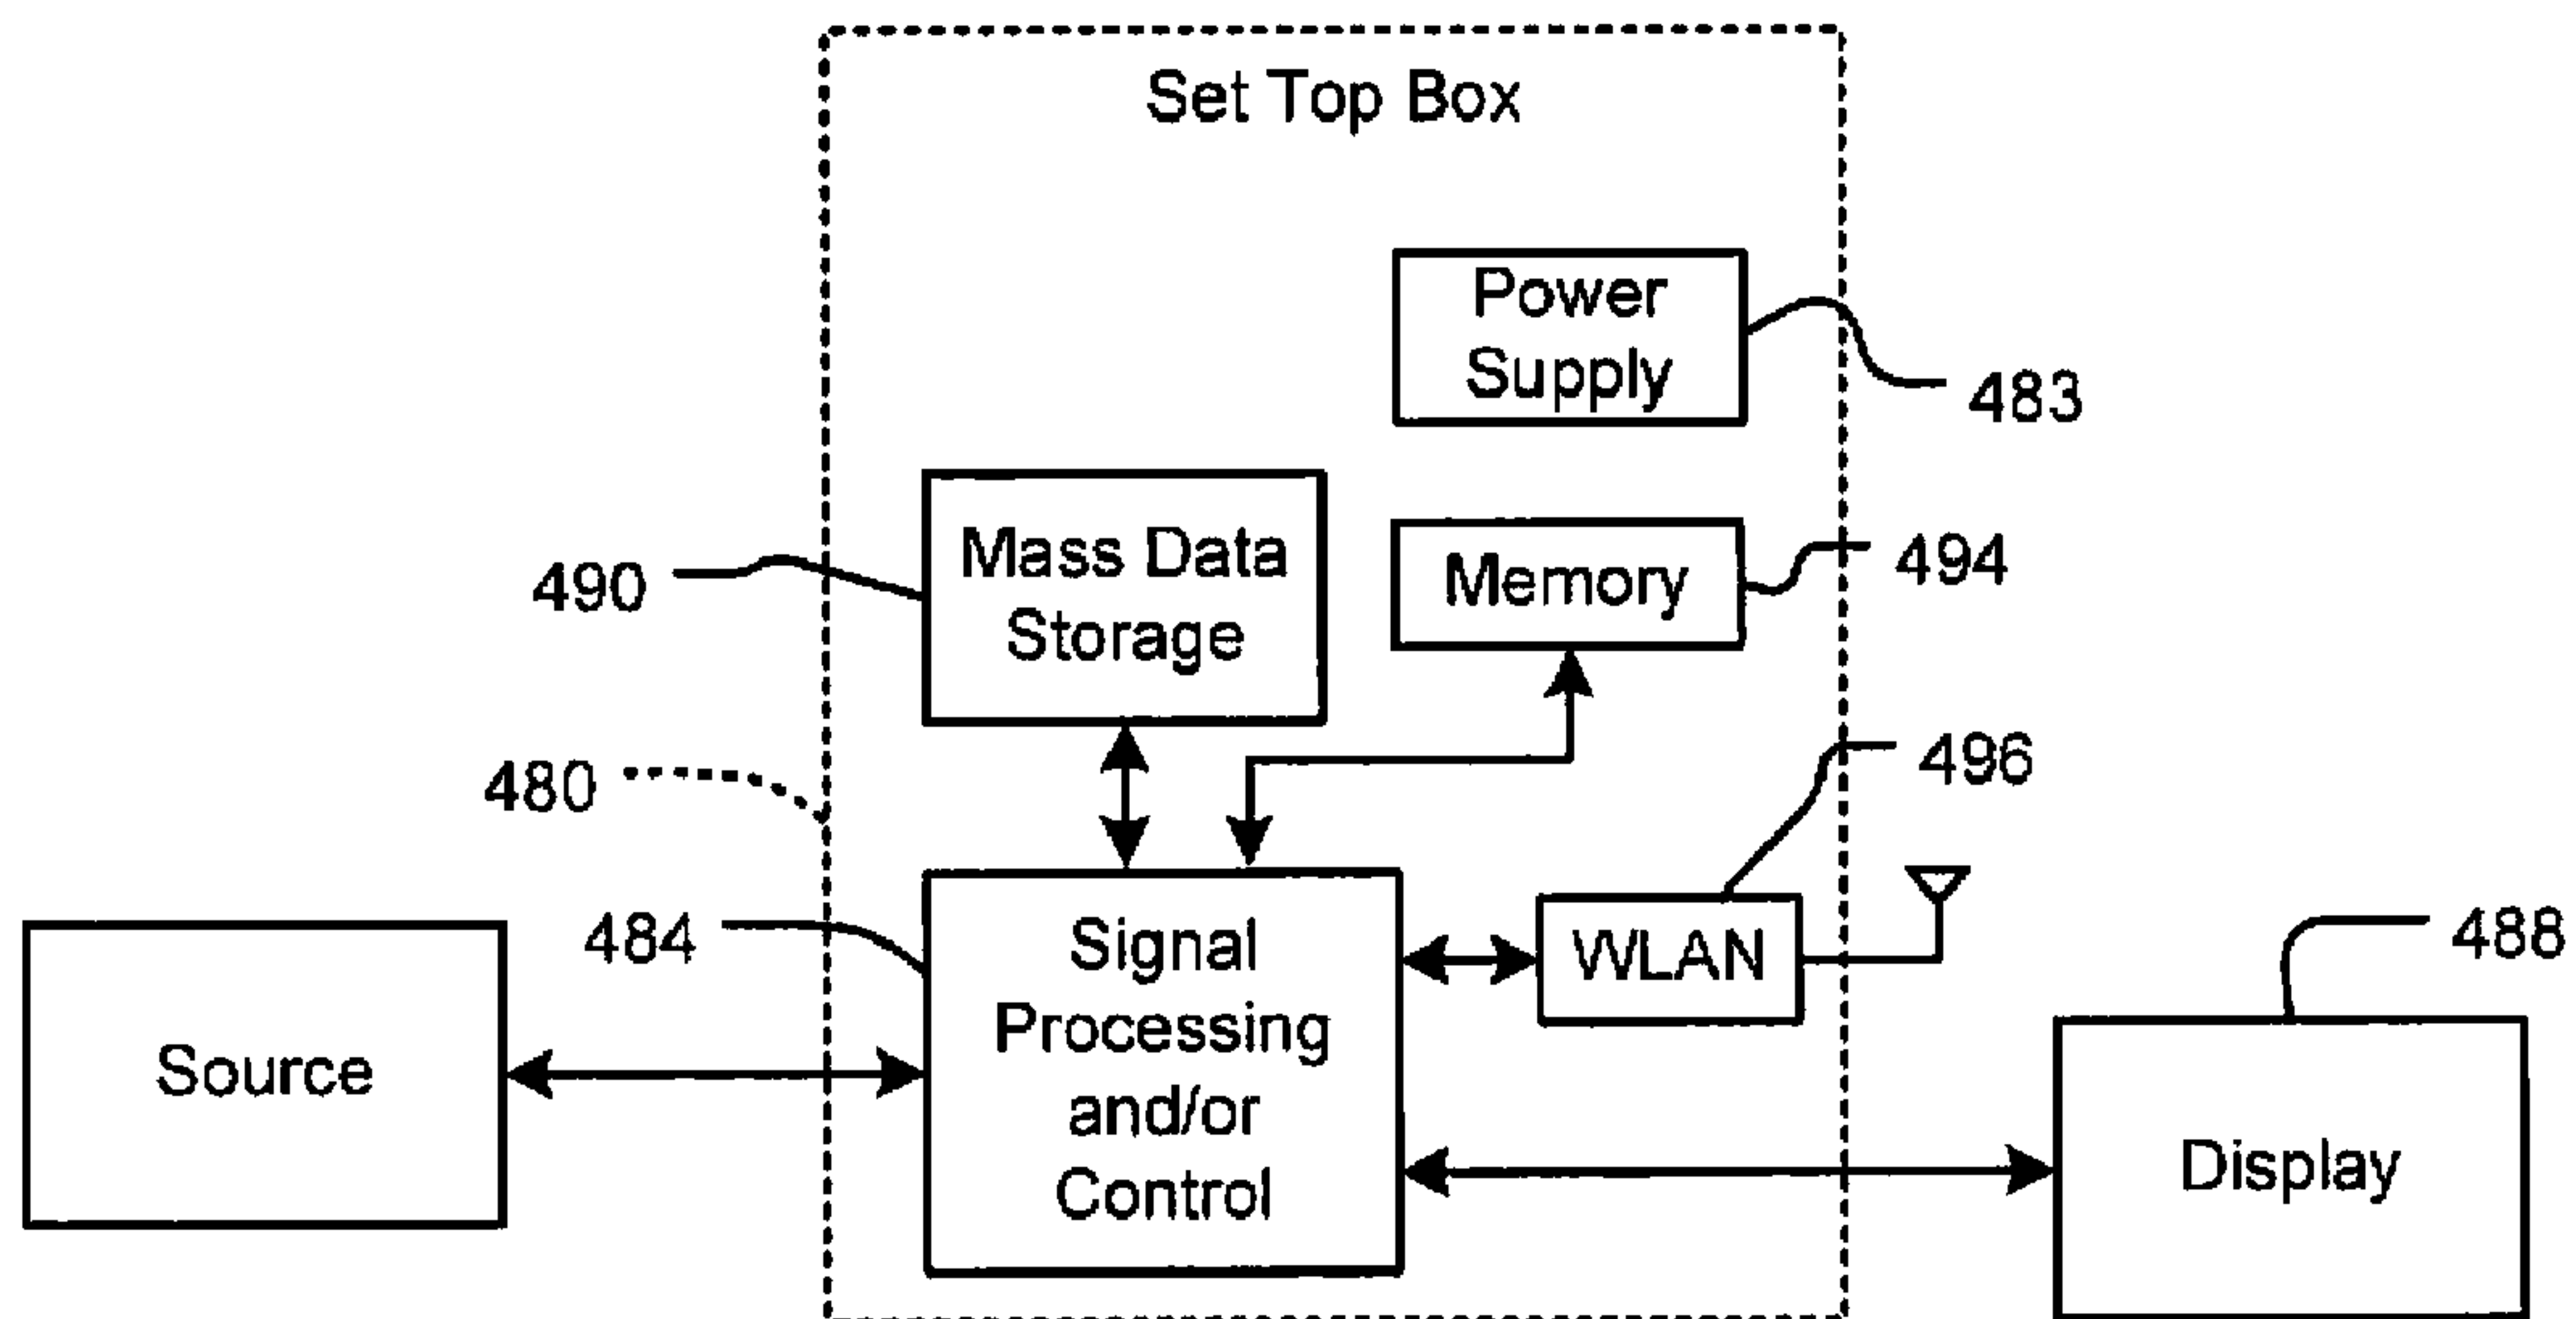 Set Top Box
Power
Supply
483
Mass Data
Storage
490
Memory
494
480
496
484
Signal
Processing
and/or
Control
WLAN
488
Source
Display